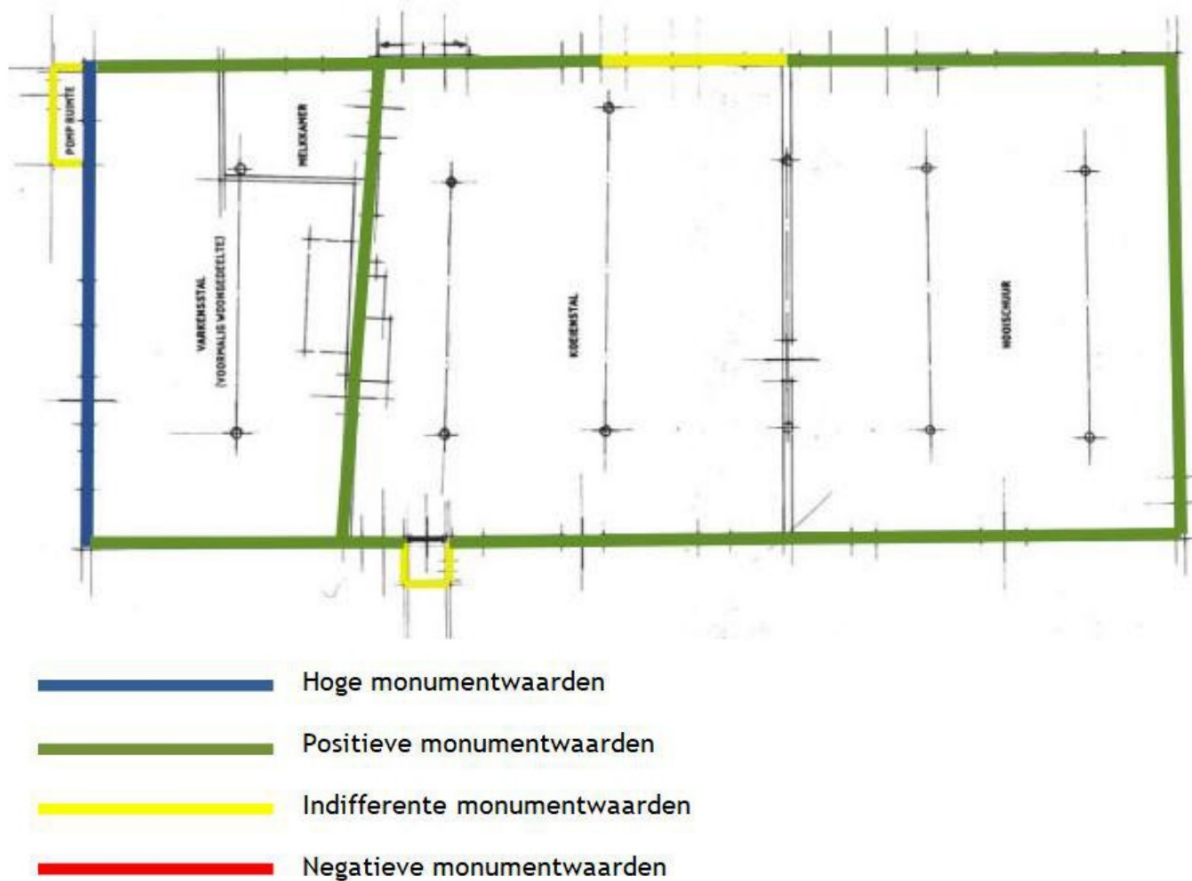 POMP RUIMTE
MELKKAMER
VARKENSSTAL
(VOORMALIG WOONGEDEELTE)
KOEIENSTAL
HOOISCHUUR
Hoge monumentwaarden
Positieve monumentwaarden
Indifferente monumentwaarden
Negatieve monumentwaarden